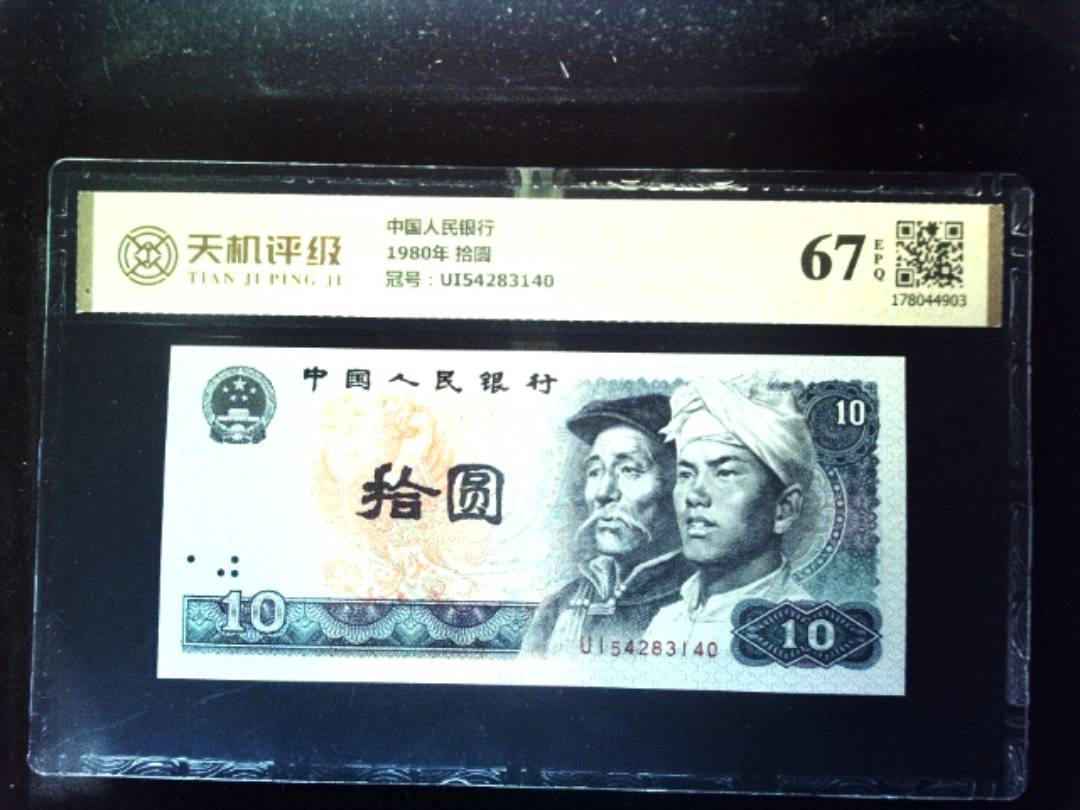 天机评级
TIAN JI PING JI
中国人民银行
1980年 拾圆
冠号：UI54283140
67
EPQ
178044903
中国人民银行
10
拾圆
10
UI54283140
10